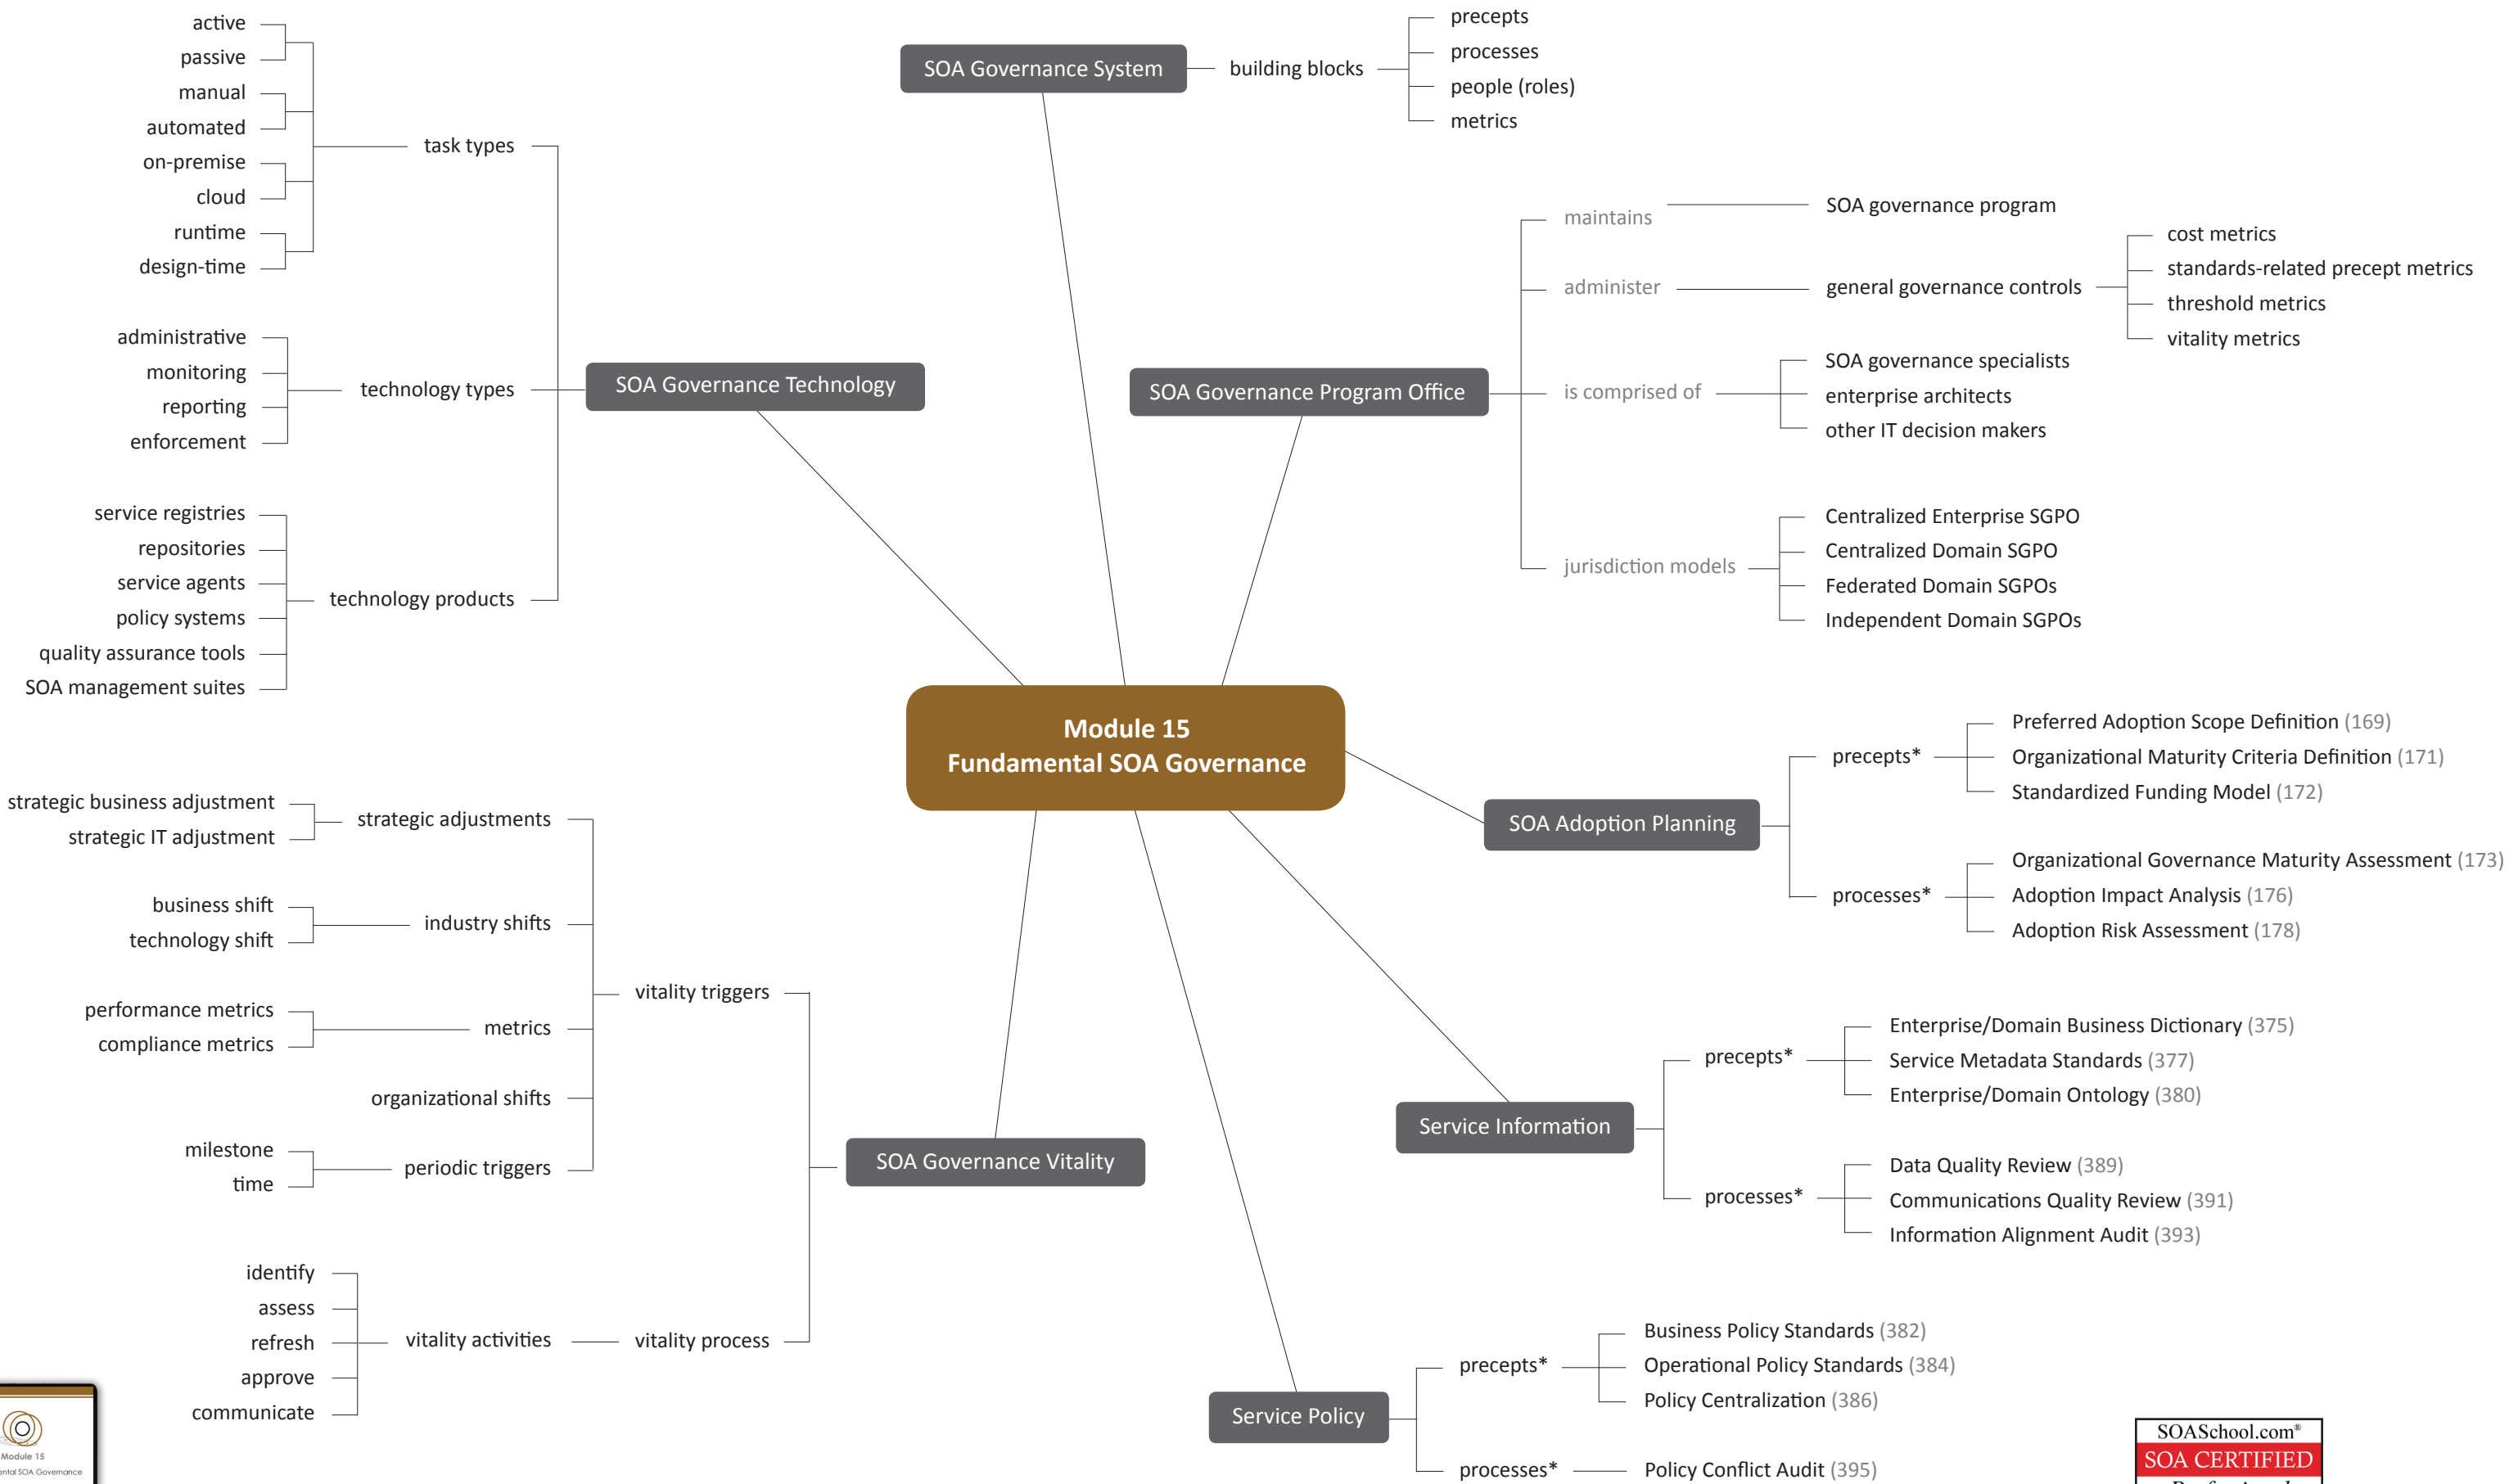 active
passive
manual
automated
on-premise
cloud
runtime
design-time
task types
administrative
monitoring
reporting
enforcement
technology types
service registries
repositories
service agents
policy systems
quality assurance tools
SOA management suites
technology products
SOA Governance Technology
SOA Governance System
building blocks
precepts
processes
people (roles)
metrics
SOA Governance Program Office
maintains
SOA governance program
administer
general governance controls
cost metrics
standards-related precept metrics
threshold metrics
vitality metrics
is comprised of
SOA governance specialists
enterprise architects
other IT decision makers
jurisdiction models
Centralized Enterprise SGPO
Centralized Domain SGPO
Federated Domain SGPOs
Independent Domain SGPOs
Module 15
Fundamental SOA Governance
SOA Adoption Planning
precepts*
Preferred Adoption Scope Definition (169)
Organizational Maturity Criteria Definition (171)
Standardized Funding Model (172)
processes*
Organizational Governance Maturity Assessment (173)
Adoption Impact Analysis (176)
Adoption Risk Assessment (178)
strategic business adjustment
strategic IT adjustment
strategic adjustments
business shift
technology shift
industry shifts
performance metrics
compliance metrics
metrics
organizational shifts
milestone
time
periodic triggers
vitality triggers
identify
assess
refresh
approve
communicate
vitality activities
vitality process
SOA Governance Vitality
Service Information
precepts*
Enterprise/Domain Business Dictionary (375)
Service Metadata Standards (377)
Enterprise/Domain Ontology (380)
processes*
Data Quality Review (389)
Communications Quality Review (391)
Information Alignment Audit (393)
Service Policy
precepts*
Business Policy Standards (382)
Operational Policy Standards (384)
Policy Centralization (386)
processes*
Policy Conflict Audit (395)
Module 15
SOA Governance
SOASchool.com®
SOA CERTIFIED